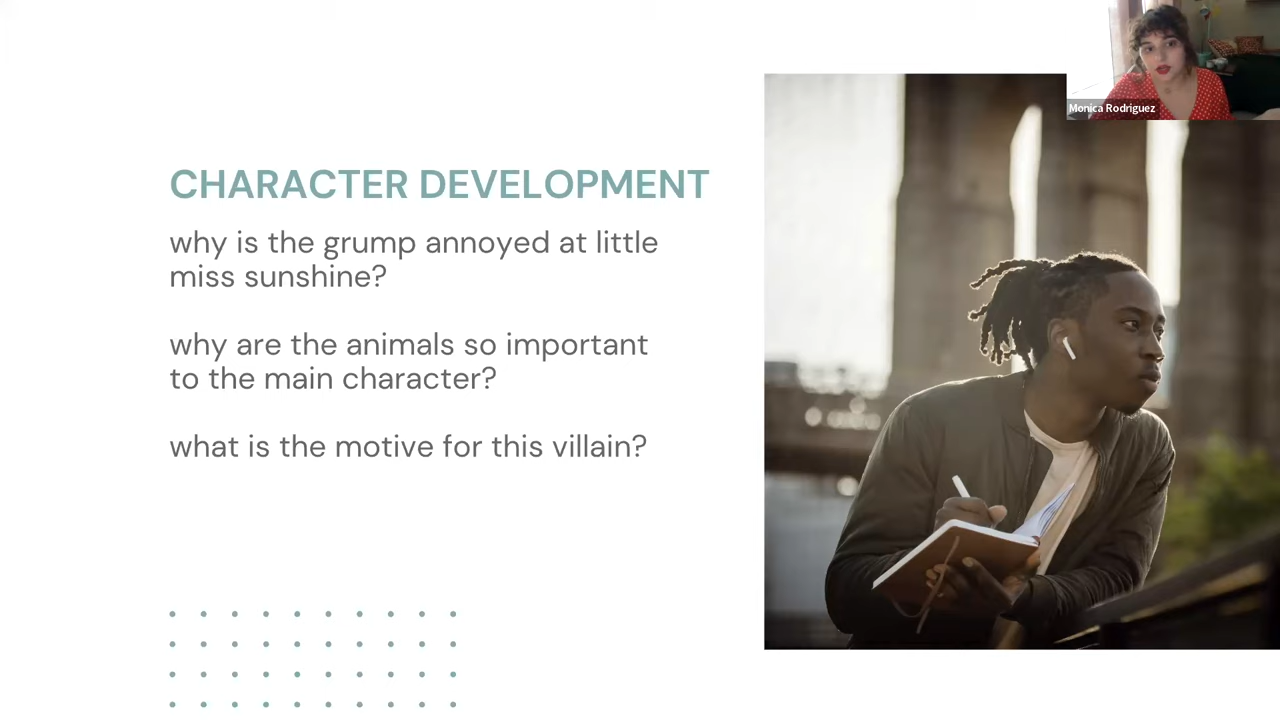 CHARACTER DEVELOPMENT
why is the grump annoyed at little
miss sunshine?
why are the animals so important
to the main character?
what is the motive for this villain?
Monica Rodriguez